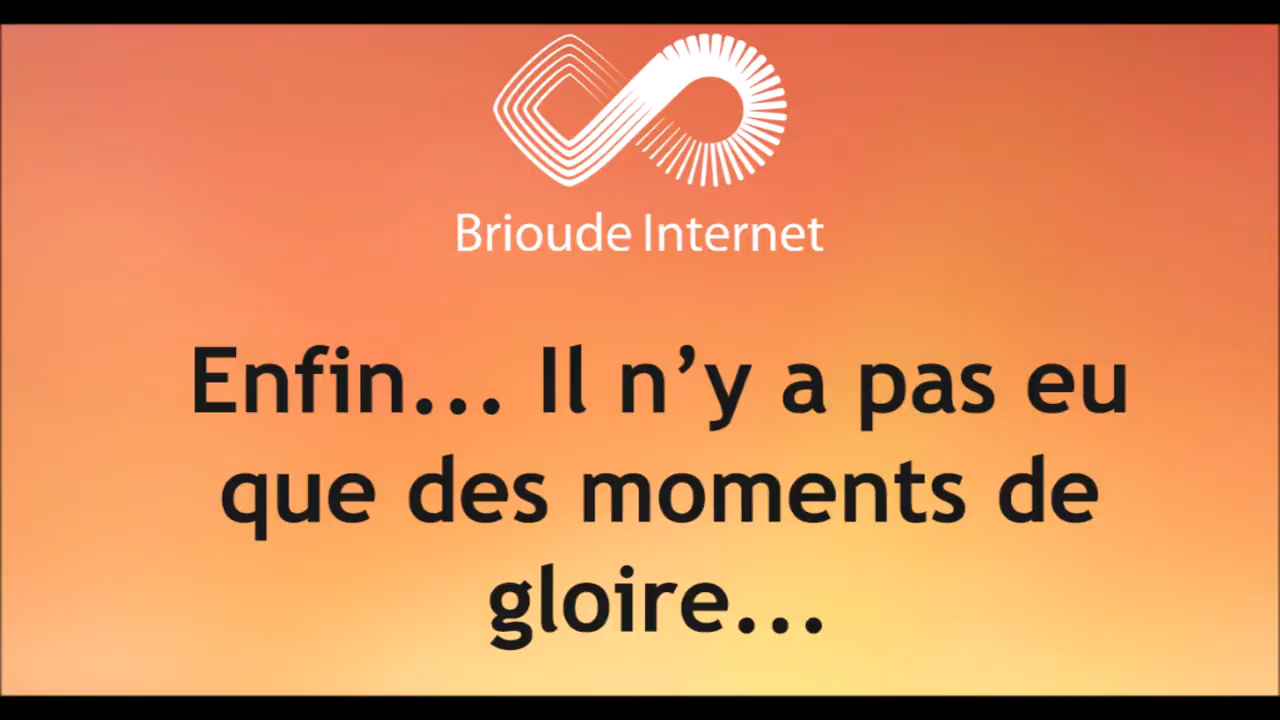 Brioude Internet
Enfin... Il n’y a pas eu
que des moments de
gloire...